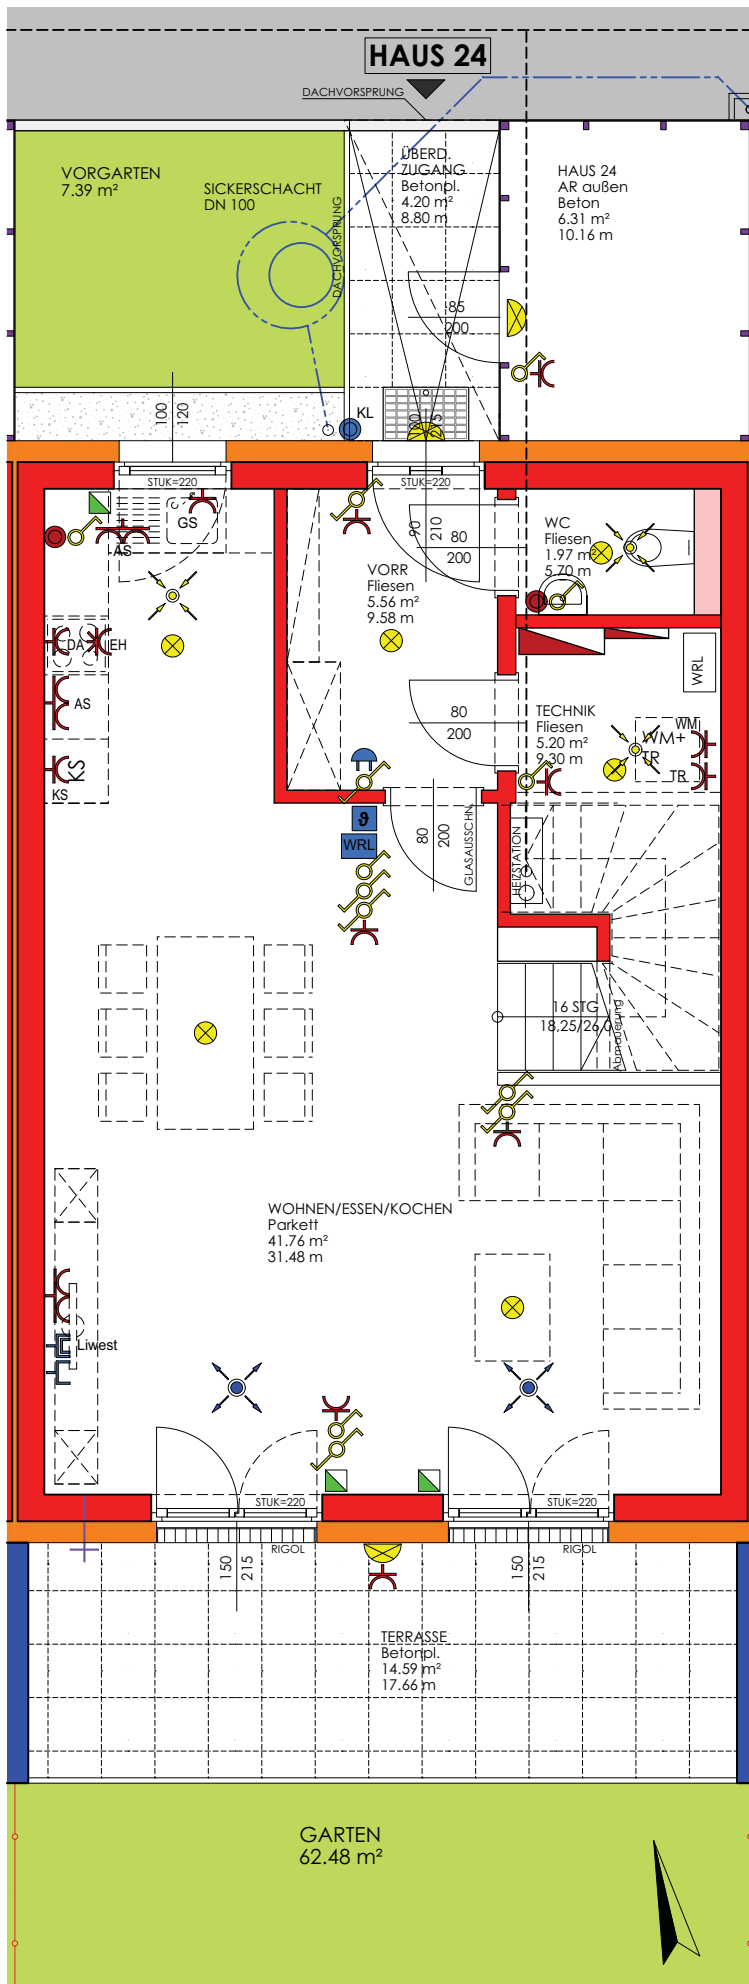 HAUS 24
DACHVORSPRUNG
VORGARTEN
7.39 m²
SICKERSCHACHT
DN 100
DACHVORSPRUNG
ÜBERD.
ZUGANG
Betonpl.
4.20 m²
8.80 m
HAUS 24
AR außen
Beton
6.31 m²
10.16 m
85
200
100
120
KL
STUK=220
STUK=220
GS
AS
90
210
80
200
WC
Fliesen
1.97 m²
5.70 m
VORR
Fliesen
5.56 m²
9.58 m
DA
EH
AS
KS
KS
80
200
TECHNIK
Fliesen
5.20 m²
9.30 m
WRL
WM
WM+
TR
TR
ϑ
WRL
80
200
GLASAUSSCHN.
HEIZSTATION
16 STG
18,25/26,0
Abmauerung
WOHNEN/ESSEN/KOCHEN
Parkett
41.76 m²
31.48 m
Liwest
STUK=220
STUK=220
RIGOL
RIGOL
150
215
150
215
TERRASSE
Betonpl.
14.59 m²
17.66 m
GARTEN
62.48 m²